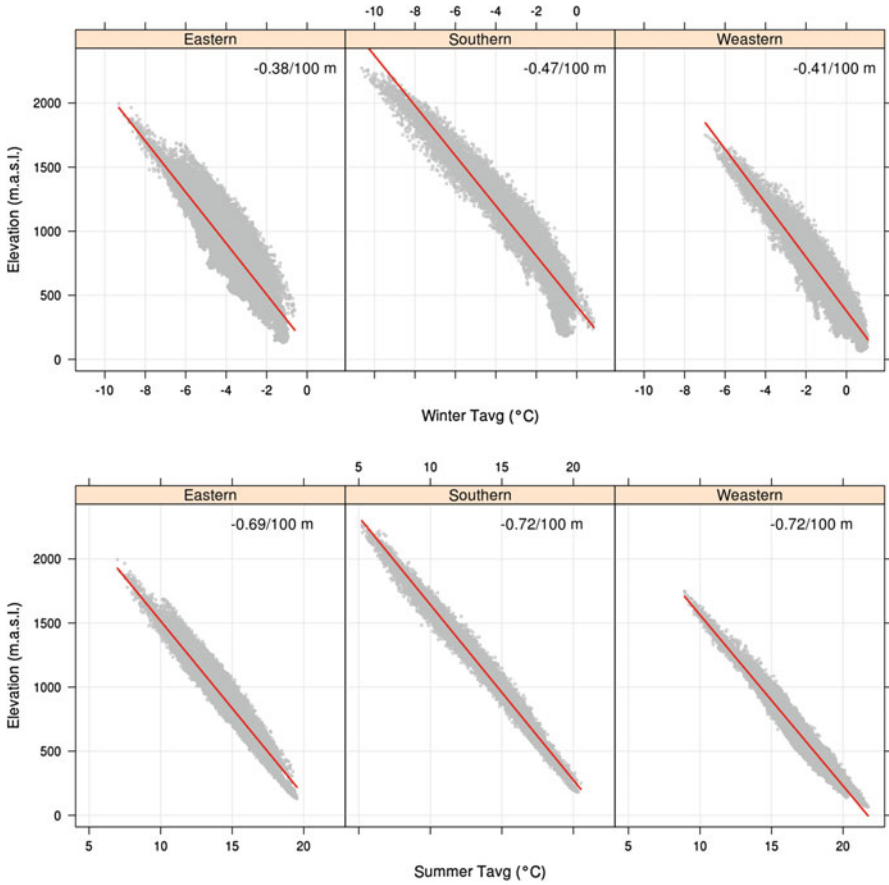 -10 -8 -6 -4 -2 0
Eastern Southern Weastern
-0.38/100 m -0.47/100 m -0.41/100 m
2000
1500
1000
500
0
Elevation (m.a.s.l.)
-10 -8 -6 -4 -2 0 -10 -8 -6 -4 -2 0
Winter Tavg (°C)
5 10 15 20
Eastern Southern Weastern
-0.69/100 m -0.72/100 m -0.72/100 m
2000
1500
1000
500
0
Elevation (m.a.s.l.)
5 10 15 20 5 10 15 20
Summer Tavg (°C)